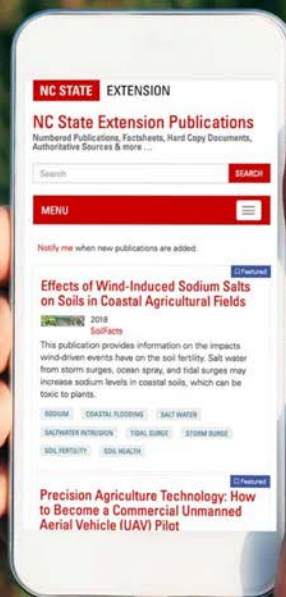 NC STATE EXTENSION
NC State Extension Publications
Numbered Publications, Factsheets, Hard Copy Documents,
Authoritative Sources & more ...
Search SEARCH
MENU
Notify me when new publications are added.
Featured
Effects of Wind-Induced Sodium Salts
on Soils in Coastal Agricultural Fields
2018
SoilFacts
This publication provides information on the impacts
wind-driven events have on the soil fertility. Salt water
from storm surges, ocean spray, and tidal surges may
increase sodium levels in coastal soils, which can be
toxic to plants.
SODIUM COASTAL FLOODING SALT WATER
SALTWATER INTRUSION TIDAL SURGE STORM SURGE
SOIL FERTILITY SOIL HEALTH
Featured
Precision Agriculture Technology: How
to Become a Commercial Unmanned
Aerial Vehicle (UAV) Pilot